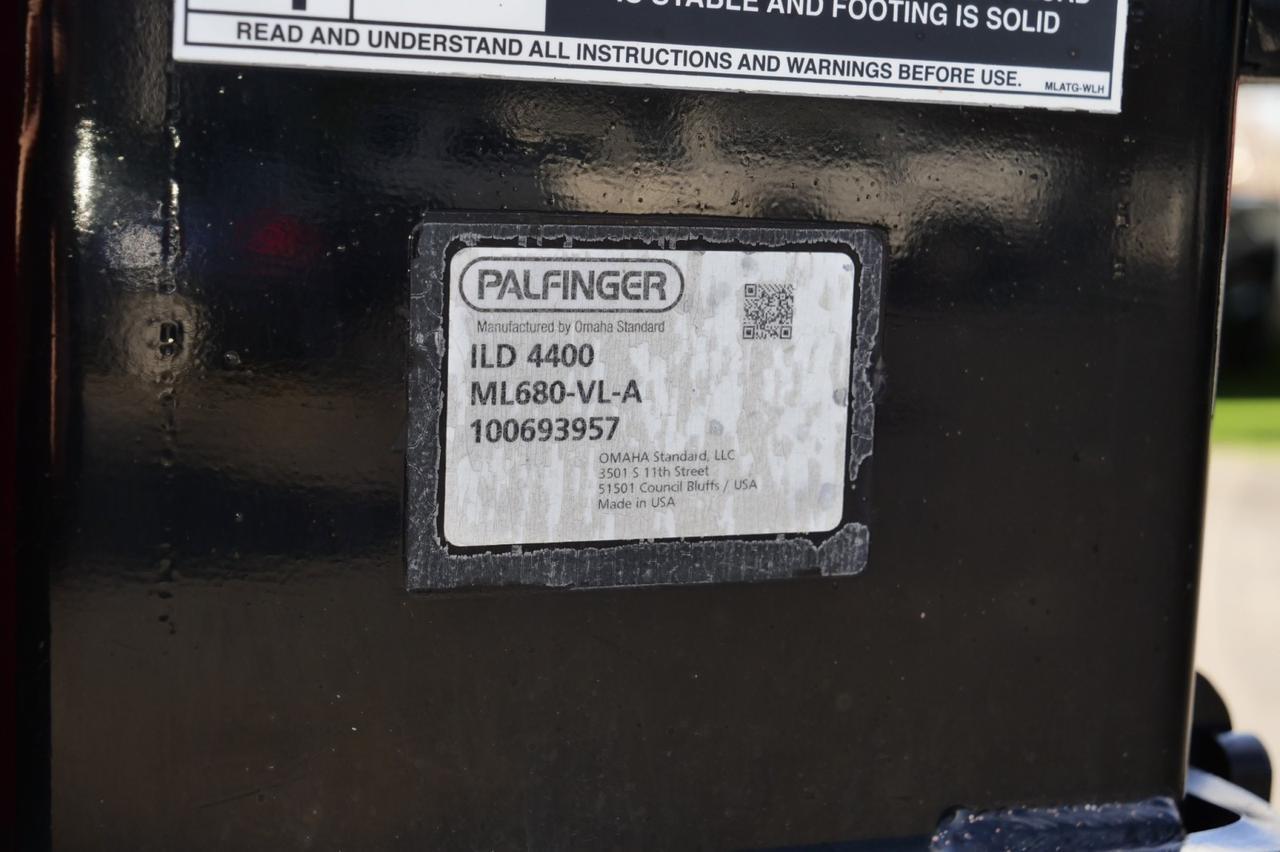 STABLE AND FOOTING IS SOLID
READ AND UNDERSTAND ALL INSTRUCTIONS AND WARNINGS BEFORE USE.
MLATG-WLH
PALFINGER
Manufactured by Omaha Standard
ILD 4400
ML680-VL-A
100693957
OMAHA Standard, LLC
3501 S 11th Street
51501 Council Bluffs / USA
Made in USA